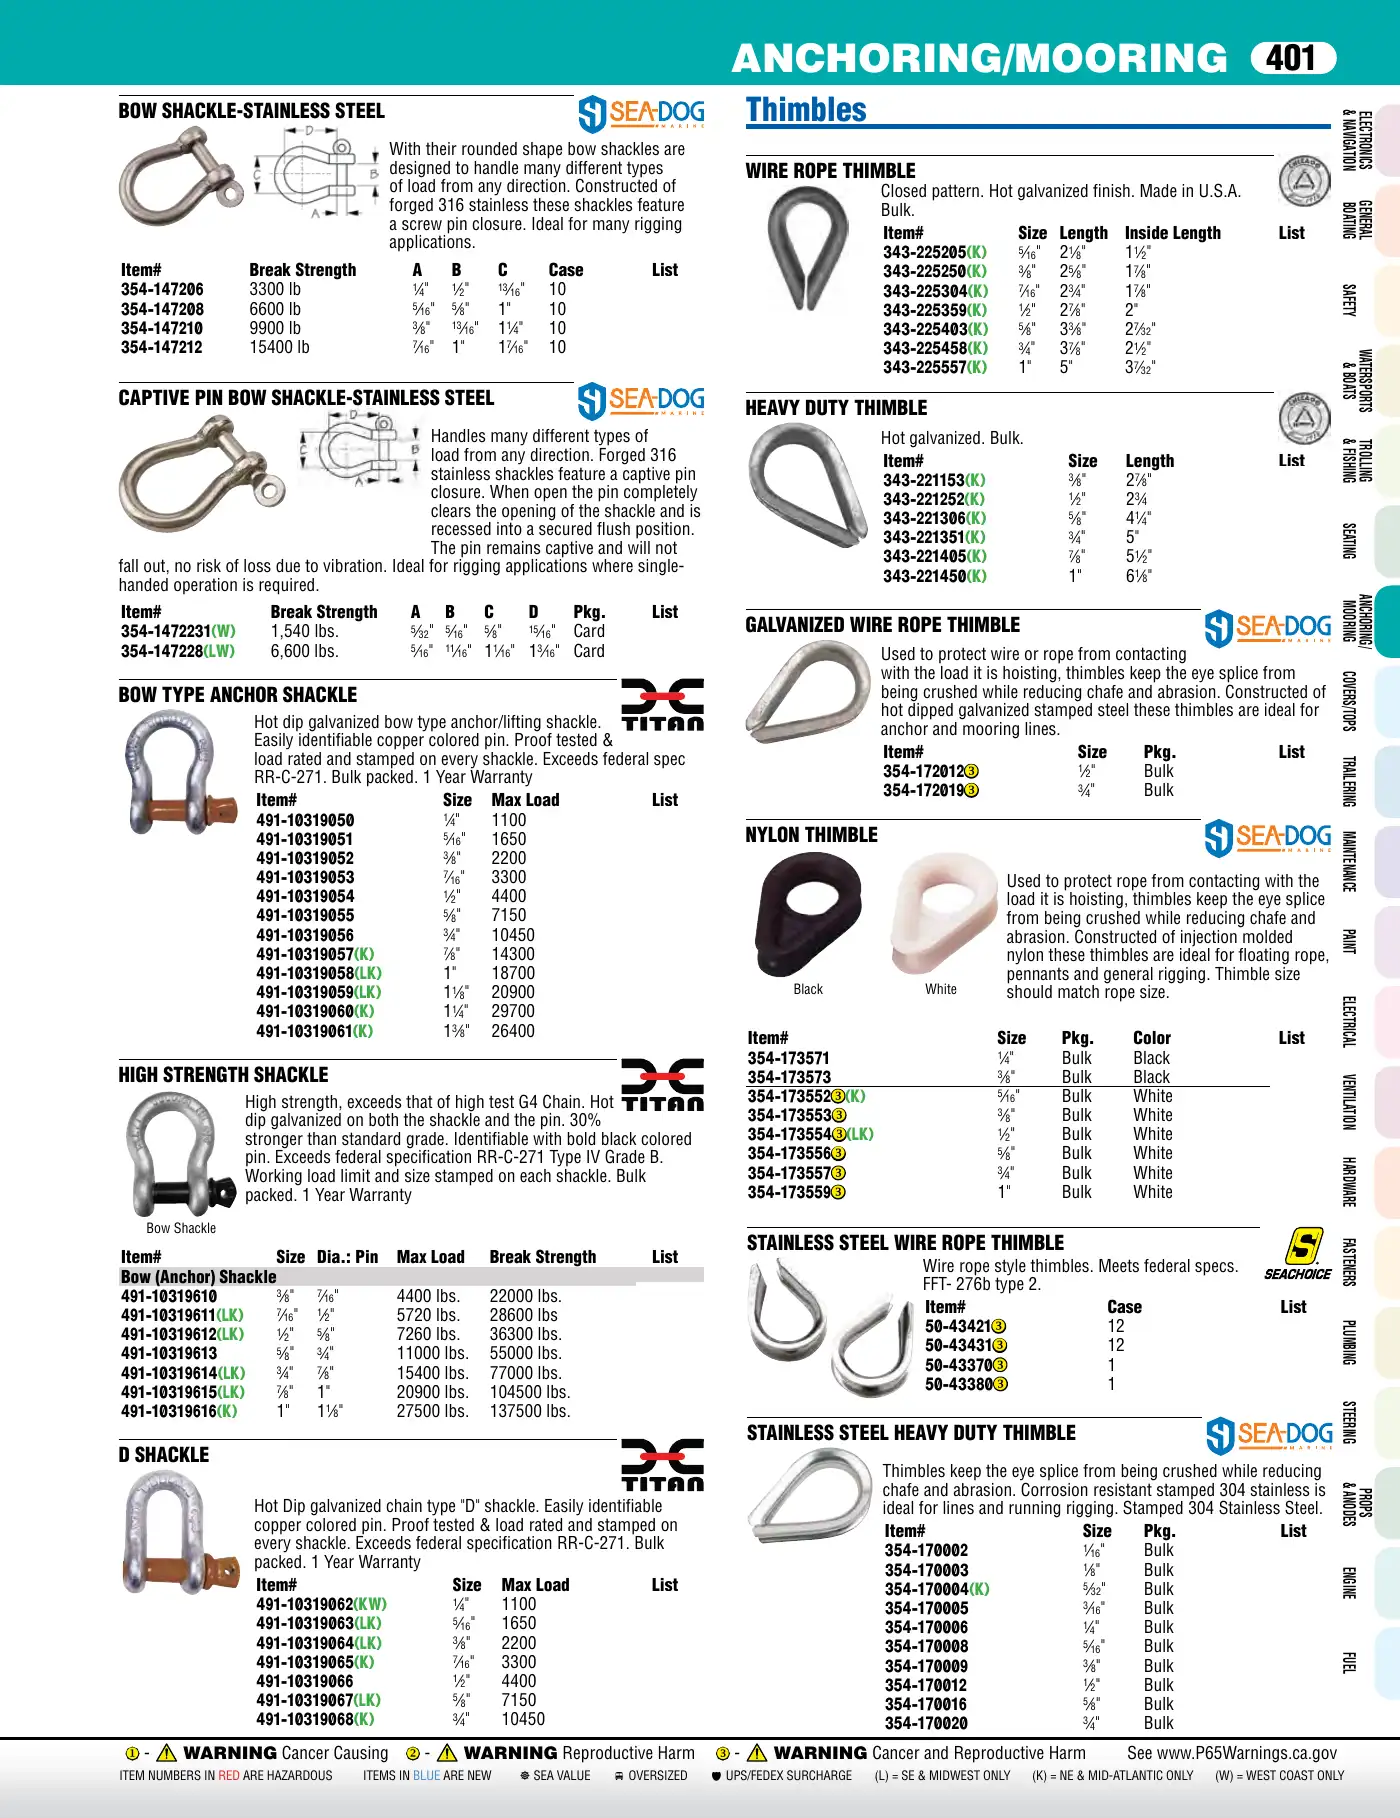 ANCHORING/MOORING 401
BOW SHACKLE-STAINLESS STEEL
SEA-DOG
MARINE
D
C
B
A
With their rounded shape bow shackles are
designed to handle many different types
of load from any direction. Constructed of
forged 316 stainless these shackles feature
a screw pin closure. Ideal for many rigging
applications.
Item# Break Strength A B C Case List
354-147206 3300 lb 1⁄4" 1⁄2" 13⁄16" 10
354-147208 6600 lb 5⁄16" 5⁄8" 1" 10
354-147210 9900 lb 3⁄8" 13⁄16" 11⁄4" 10
354-147212 15400 lb 7⁄16" 1" 17⁄16" 10
CAPTIVE PIN BOW SHACKLE-STAINLESS STEEL
SEA-DOG
MARINE
D
C
B
A
Handles many different types of
load from any direction. Forged 316
stainless shackles feature a captive pin
closure. When open the pin completely
clears the opening of the shackle and is
recessed into a secured flush position.
The pin remains captive and will not
fall out, no risk of loss due to vibration. Ideal for rigging applications where single-
handed operation is required.
Item# Break Strength A B C D Pkg. List
354-1472231(W) 1,540 lbs. 5⁄32" 5⁄16" 5⁄8" 15⁄16" Card
354-147228(LW) 6,600 lbs. 5⁄16" 11⁄16" 11⁄16" 13⁄16" Card
BOW TYPE ANCHOR SHACKLE
TITAN
Hot dip galvanized bow type anchor/lifting shackle.
Easily identifiable copper colored pin. Proof tested &
load rated and stamped on every shackle. Exceeds federal spec
RR-C-271. Bulk packed. 1 Year Warranty
Item# Size Max Load List
491-10319050 1⁄4" 1100
491-10319051 5⁄16" 1650
491-10319052 3⁄8" 2200
491-10319053 7⁄16" 3300
491-10319054 1⁄2" 4400
491-10319055 5⁄8" 7150
491-10319056 3⁄4" 10450
491-10319057(K) 7⁄8" 14300
491-10319058(LK) 1" 18700
491-10319059(LK) 11⁄8" 20900
491-10319060(K) 11⁄4" 29700
491-10319061(K) 13⁄8" 26400
HIGH STRENGTH SHACKLE
TITAN
High strength, exceeds that of high test G4 Chain. Hot
dip galvanized on both the shackle and the pin. 30%
stronger than standard grade. Identifiable with bold black colored
pin. Exceeds federal specification RR-C-271 Type IV Grade B.
Working load limit and size stamped on each shackle. Bulk
packed. 1 Year Warranty
Bow Shackle
Item# Size Dia.: Pin Max Load Break Strength List
Bow (Anchor) Shackle
491-10319610 3⁄8" 7⁄16" 4400 lbs. 22000 lbs.
491-10319611(LK) 7⁄16" 1⁄2" 5720 lbs. 28600 lbs
491-10319612(LK) 1⁄2" 5⁄8" 7260 lbs. 36300 lbs.
491-10319613 5⁄8" 3⁄4" 11000 lbs. 55000 lbs.
491-10319614(LK) 3⁄4" 7⁄8" 15400 lbs. 77000 lbs.
491-10319615(LK) 7⁄8" 1" 20900 lbs. 104500 lbs.
491-10319616(K) 1" 11⁄8" 27500 lbs. 137500 lbs.
D SHACKLE
TITAN
Hot Dip galvanized chain type "D" shackle. Easily identifiable
copper colored pin. Proof tested & load rated and stamped on
every shackle. Exceeds federal specification RR-C-271. Bulk
packed. 1 Year Warranty
Item# Size Max Load List
491-10319062(KW) 1⁄4" 1100
491-10319063(LK) 5⁄16" 1650
491-10319064(LK) 3⁄8" 2200
491-10319065(K) 7⁄16" 3300
491-10319066 1⁄2" 4400
491-10319067(LK) 5⁄8" 7150
491-10319068(K) 3⁄4" 10450
Thimbles
WIRE ROPE THIMBLE
Closed pattern. Hot galvanized finish. Made in U.S.A.
Bulk.
Item# Size Length Inside Length List
343-225205(K) 5⁄16" 21⁄8" 11⁄2"
343-225250(K) 3⁄8" 25⁄8" 17⁄8"
343-225304(K) 7⁄16" 23⁄4" 17⁄8"
343-225359(K) 1⁄2" 27⁄8" 2"
343-225403(K) 5⁄8" 33⁄8" 27⁄32"
343-225458(K) 3⁄4" 37⁄8" 21⁄2"
343-225557(K) 1" 5" 37⁄32"
HEAVY DUTY THIMBLE
Hot galvanized. Bulk.
Item# Size Length List
343-221153(K) 3⁄8" 27⁄8"
343-221252(K) 1⁄2" 23⁄4
343-221306(K) 5⁄8" 41⁄4"
343-221351(K) 3⁄4" 5"
343-221405(K) 7⁄8" 51⁄2"
343-221450(K) 1" 61⁄8"
GALVANIZED WIRE ROPE THIMBLE
SEA-DOG
MARINE
Used to protect wire or rope from contacting
with the load it is hoisting, thimbles keep the eye splice from
being crushed while reducing chafe and abrasion. Constructed of
hot dipped galvanized stamped steel these thimbles are ideal for
anchor and mooring lines.
Item# Size Pkg. List
354-172012 3 1⁄2" Bulk
354-172019 3 3⁄4" Bulk
NYLON THIMBLE
SEA-DOG
MARINE
Used to protect rope from contacting with the
load it is hoisting, thimbles keep the eye splice
from being crushed while reducing chafe and
abrasion. Constructed of injection molded
nylon these thimbles are ideal for floating rope,
pennants and general rigging. Thimble size
should match rope size.
Black White
Item# Size Pkg. Color List
354-173571 1⁄4" Bulk Black
354-173573 3⁄8" Bulk Black
354-173552 3 (K) 5⁄16" Bulk White
354-173553 3 3⁄8" Bulk White
354-173554 3 (LK) 1⁄2" Bulk White
354-173556 3 5⁄8" Bulk White
354-173557 3 3⁄4" Bulk White
354-173559 3 1" Bulk White
STAINLESS STEEL WIRE ROPE THIMBLE
S
SEACHOICE
Wire rope style thimbles. Meets federal specs.
FFT- 276b type 2.
Item# Case List
50-43421 3 12
50-43431 3 12
50-43370 3 1
50-43380 3 1
STAINLESS STEEL HEAVY DUTY THIMBLE
SEA-DOG
MARINE
Thimbles keep the eye splice from being crushed while reducing
chafe and abrasion. Corrosion resistant stamped 304 stainless is
ideal for lines and running rigging. Stamped 304 Stainless Steel.
Item# Size Pkg. List
354-170002 1⁄16" Bulk
354-170003 1⁄8" Bulk
354-170004(K) 5⁄32" Bulk
354-170005 3⁄16" Bulk
354-170006 1⁄4" Bulk
354-170008 5⁄16" Bulk
354-170009 3⁄8" Bulk
354-170012 1⁄2" Bulk
354-170016 5⁄8" Bulk
354-170020 3⁄4" Bulk
ELECTRONICS
& NAVIGATION
GENERAL
BOATING
SAFETY
WATERSPORTS
& BOATS
TROLLING
& FISHING
SEATING
ANCHORING/
MOORING
COVERS/TOPS
TRAILERING
MAINTENANCE
PAINT
ELECTRICAL
VENTILATION
HARDWARE
FASTENERS
PLUMBING
STEERING
PROPS
& ANODES
ENGINE
FUEL
1 - WARNING Cancer Causing 2 - WARNING Reproductive Harm 3 - WARNING Cancer and Reproductive Harm See www.P65Warnings.ca.gov
ITEM NUMBERS IN RED ARE HAZARDOUS ITEMS IN BLUE ARE NEW SEA VALUE OVERSIZED UPS/FEDEX SURCHARGE (L) = SE & MIDWEST ONLY (K) = NE & MID-ATLANTIC ONLY (W) = WEST COAST ONLY